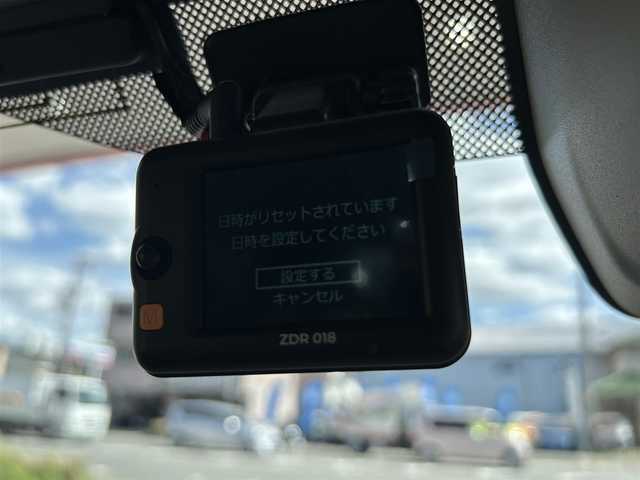 日時がリセットされています
日時を設定してください
設定する
キャンセル
M
ZDR 018